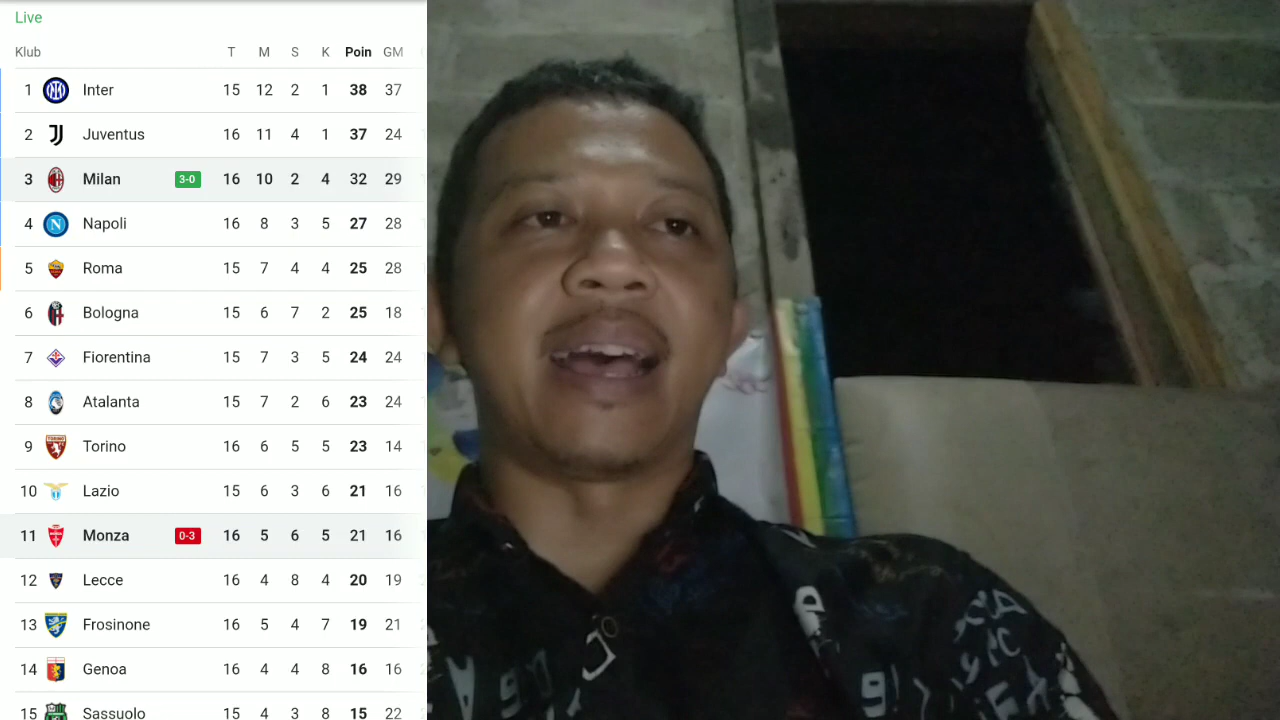 Live
Klub T M S K Poin GM
1 Inter 15 12 2 1 38 37
2 Juventus 16 11 4 1 37 24
3 Milan 3-0 16 10 2 4 32 29
4 Napoli 16 8 3 5 27 28
5 Roma 15 7 4 4 25 28
6 Bologna 15 6 7 2 25 18
7 Fiorentina 15 7 3 5 24 24
8 Atalanta 15 7 2 6 23 24
9 Torino 16 6 5 5 23 14
10 Lazio 15 6 3 6 21 16
11 Monza 0-3 16 5 6 5 21 16
12 Lecce 16 4 8 4 20 19
13 Frosinone 16 5 4 7 19 21
14 Genoa 16 4 4 8 16 16
15 Sassuolo 15 4 3 8 15 22